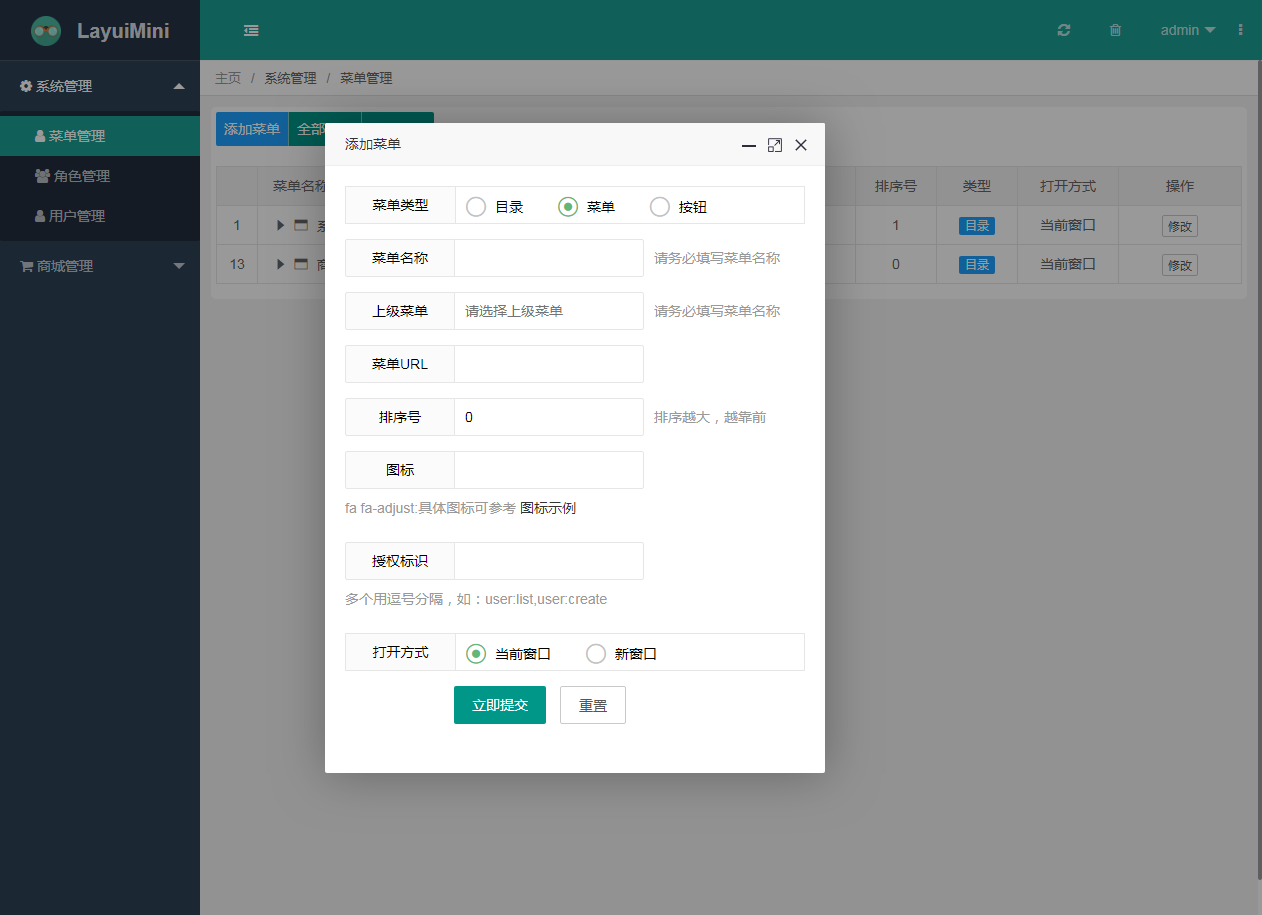 LayuiMini
admin
主页 / 系统管理 / 菜单管理
系统管理
菜单管理
角色管理
用户管理
商城管理
添加菜单 全部
菜单名称 排序号 类型 打开方式 操作
1 1 目录 当前窗口 修改
13 0 目录 当前窗口 修改
添加菜单
菜单类型 目录 菜单 按钮
菜单名称 请务必填写菜单名称
上级菜单 请选择上级菜单 请务必填写菜单名称
菜单URL
排序号 0 排序越大，越靠前
图标
fa fa-adjust:具体图标可参考 图标示例
授权标识
多个用逗号分隔，如：user:list,user:create
打开方式 当前窗口 新窗口
立即提交 重置